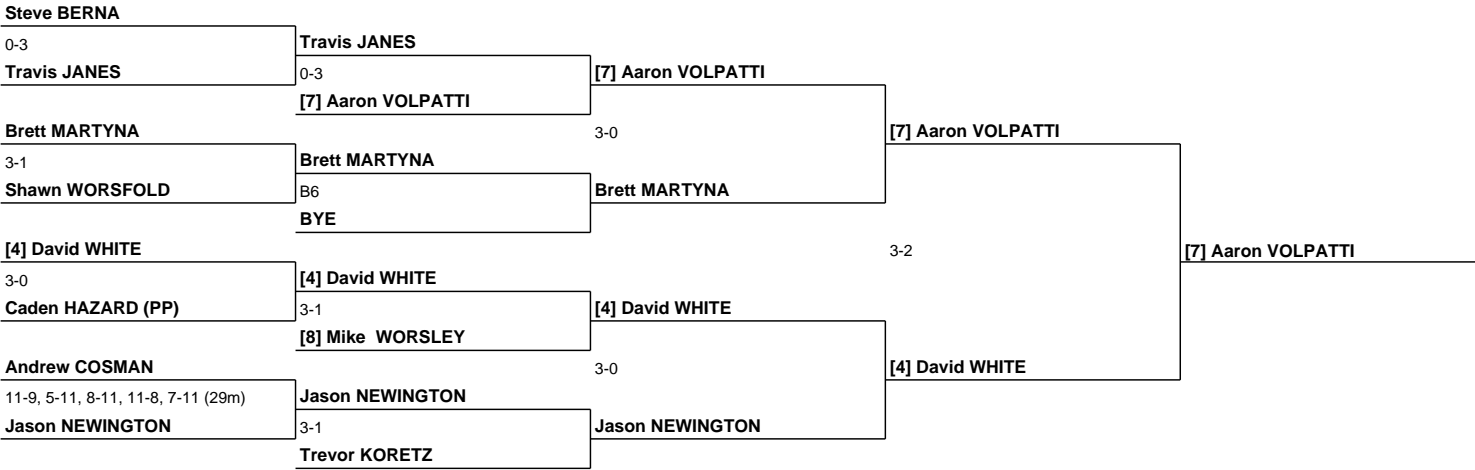 Steve BERNA
0-3
Travis JANES
Travis JANES
0-3
[7] Aaron VOLPATTI
[7] Aaron VOLPATTI
Brett MARTYNA
3-1
Shawn WORSFOLD
Brett MARTYNA
B6
BYE
3-0
Brett MARTYNA
[7] Aaron VOLPATTI
[4] David WHITE
3-0
Caden HAZARD (PP)
[4] David WHITE
3-1
[8] Mike  WORSLEY
[4] David WHITE
3-2
[7] Aaron VOLPATTI
Andrew COSMAN
11-9, 5-11, 8-11, 11-8, 7-11 (29m)
Jason NEWINGTON
Jason NEWINGTON
3-1
Trevor KORETZ
3-0
Jason NEWINGTON
[4] David WHITE